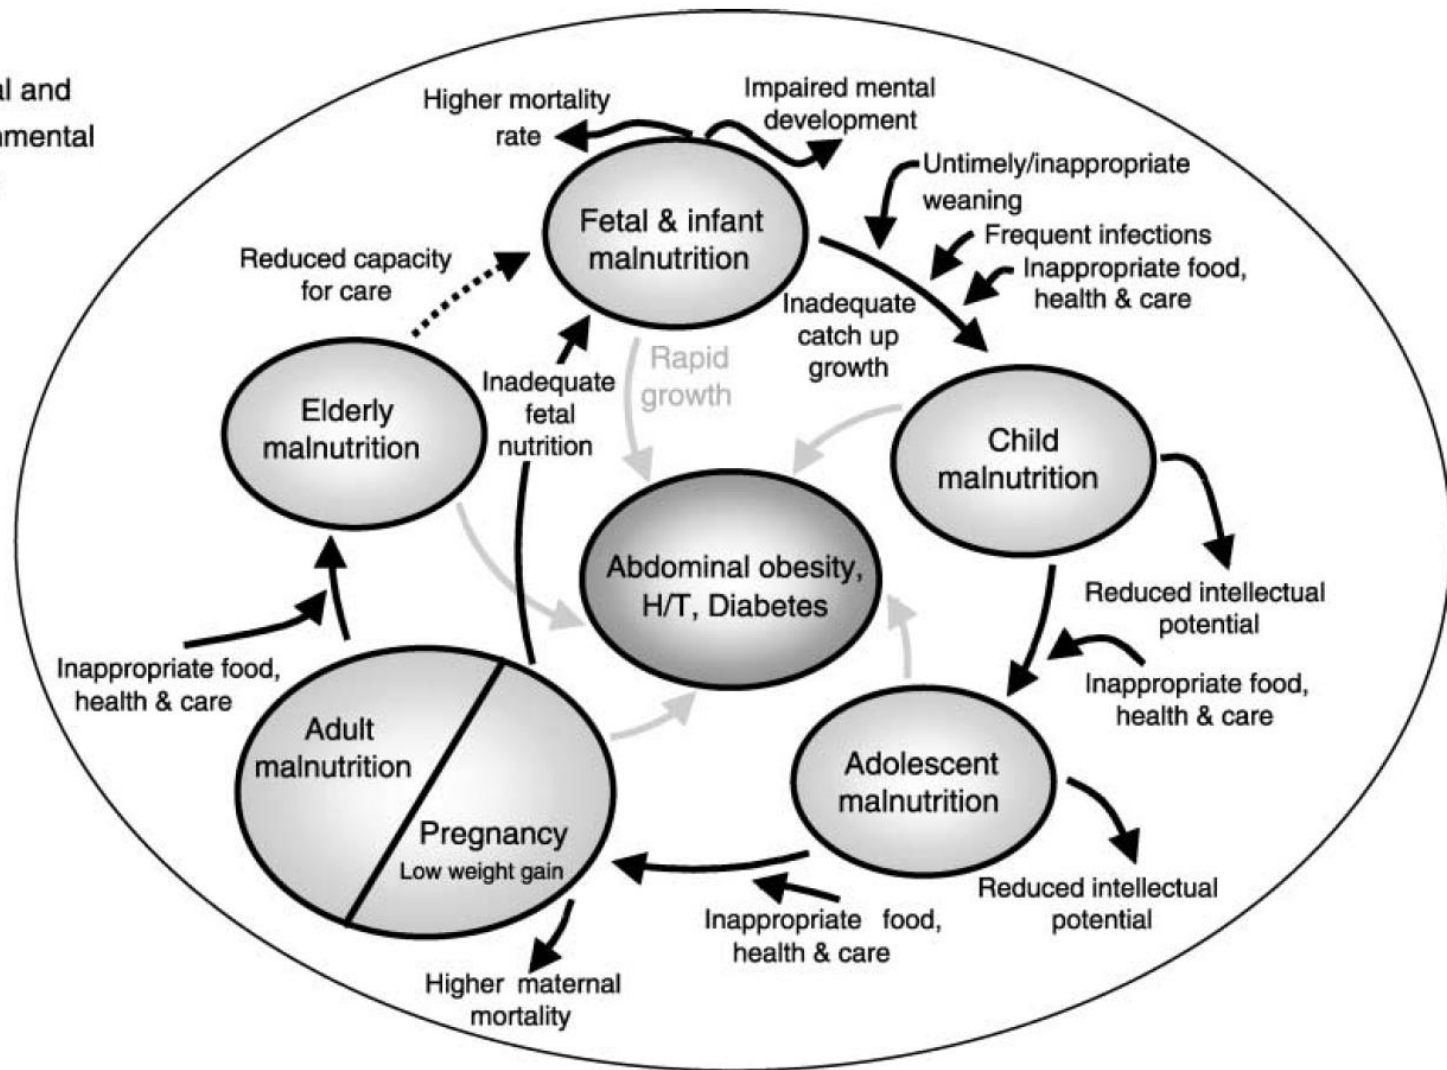 al and
nmental
Higher mortality
rate
Impaired mental
development
Untimely/inappropriate
weaning
Frequent infections
Inappropriate food,
health & care
Fetal & infant
malnutrition
Reduced capacity
for care
Inadequate
catch up
growth
Rapid
growth
Inadequate
fetal
nutrition
Elderly
malnutrition
Child
malnutrition
Abdominal obesity,
H/T, Diabetes
Reduced intellectual
potential
Inappropriate food,
health & care
Inappropriate food,
health & care
Adult
malnutrition
Pregnancy
Low weight gain
Adolescent
malnutrition
Reduced intellectual
potential
Inappropriate food,
health & care
Higher maternal
mortality